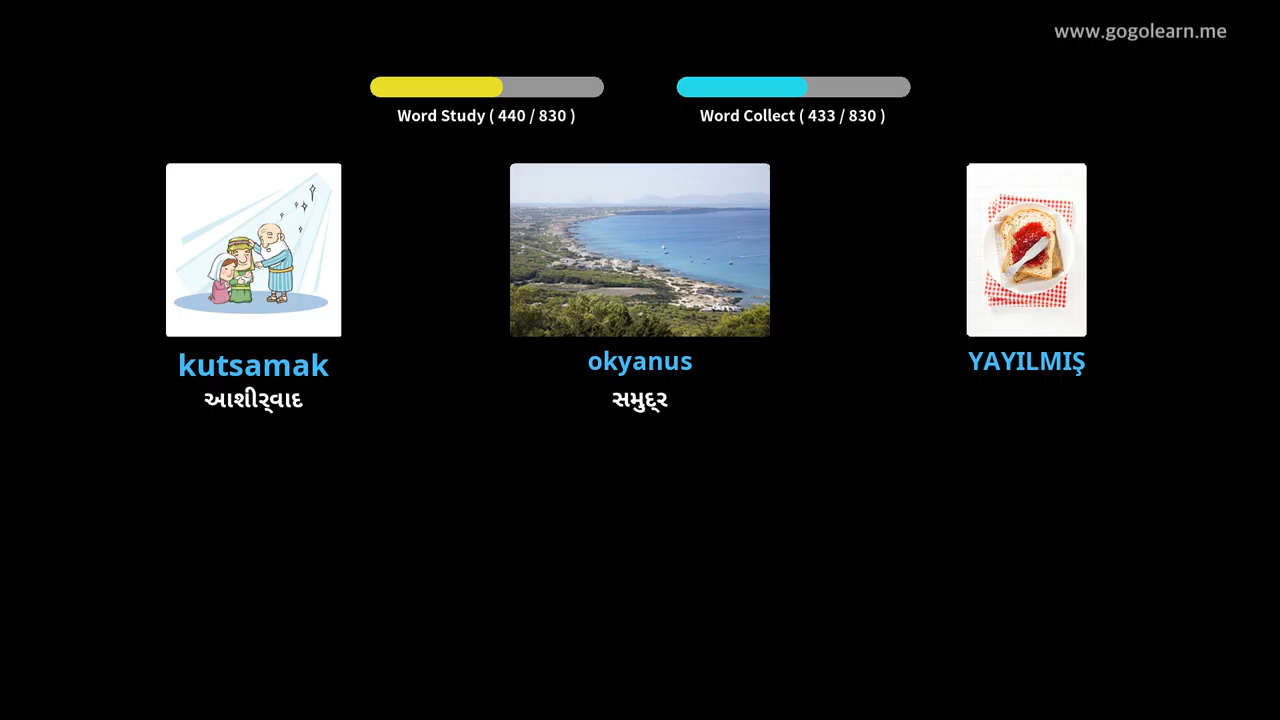 www.gogolearn.me
Word Study ( 440 / 830 )
Word Collect ( 433 / 830 )
kutsamak
okyanus
YAYILMIŞ
આશીર્વાદ
સમુદ્ર